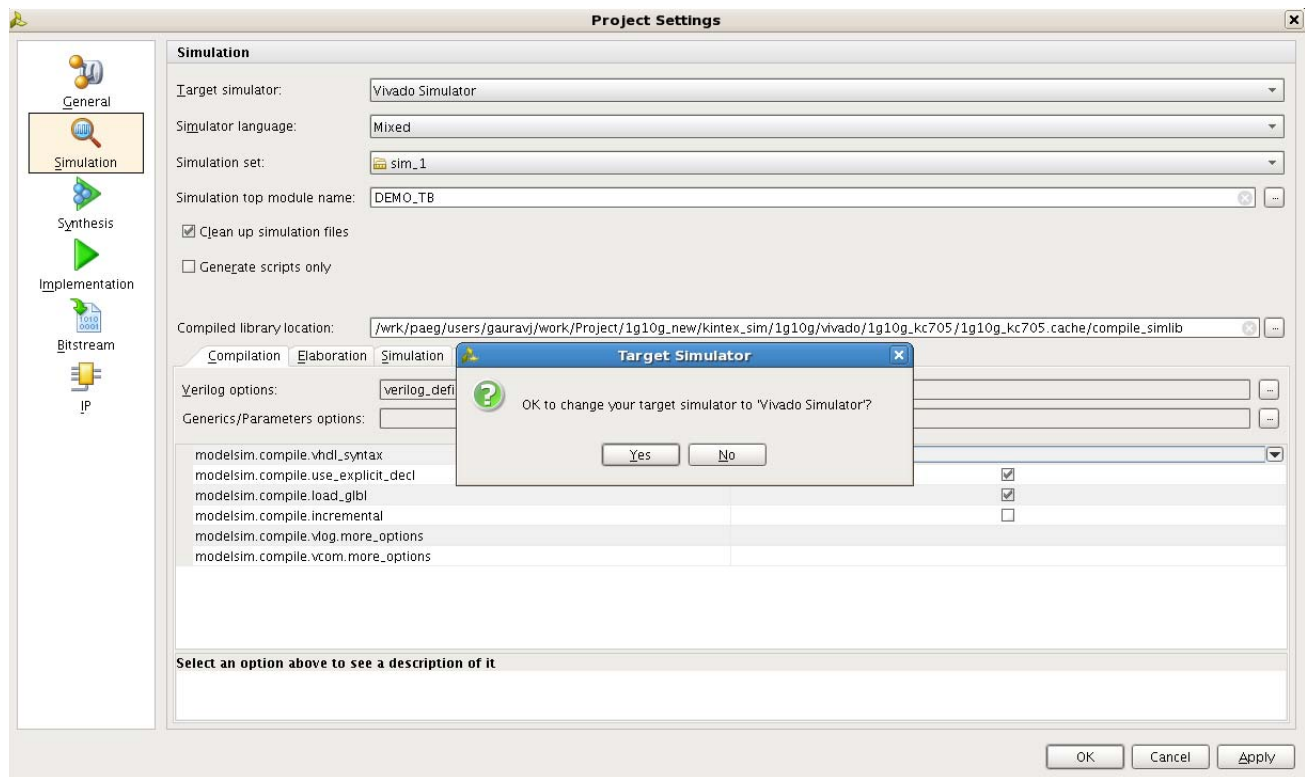 Project Settings
General
Simulation
Synthesis
Implementation
1010
0001
Bitstream
IP
Simulation
Target simulator: Vivado Simulator
Simulator language: Mixed
Simulation set: sim_1
Simulation top module name: DEMO_TB ...
Clean up simulation files
Generate scripts only
Compiled library location: /wrk/paeg/users/gauravj/work/Project/1g10g_new/kintex_sim/1g10g/vivado/1g10g_kc705/1g10g_kc705.cache/compile_simlib ...
Compilation Elaboration Simulation
Verilog options: verilog_defi ...
Generics/Parameters options: ...
Target Simulator
OK to change your target simulator to 'Vivado Simulator'?
Yes No
modelsim.compile.vhdl_syntax
modelsim.compile.use_explicit_decl
modelsim.compile.load_glbl
modelsim.compile.incremental
modelsim.compile.vlog.more_options
modelsim.compile.vcom.more_options
Select an option above to see a description of it
OK Cancel Apply